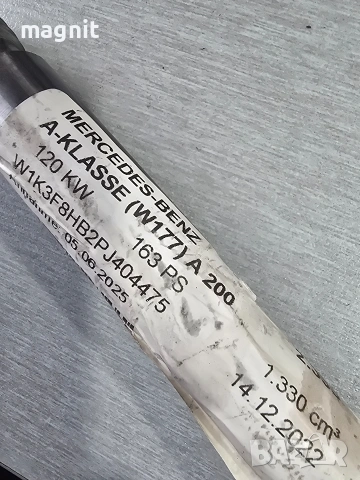 magnit
MERCEDES-BENZ
A-KLASSE (W177) A 200
120 KW 163 PS
W1K3F8HB2PJ404475
05.06.2025
1.330 cm³
14.12.2022
bazar